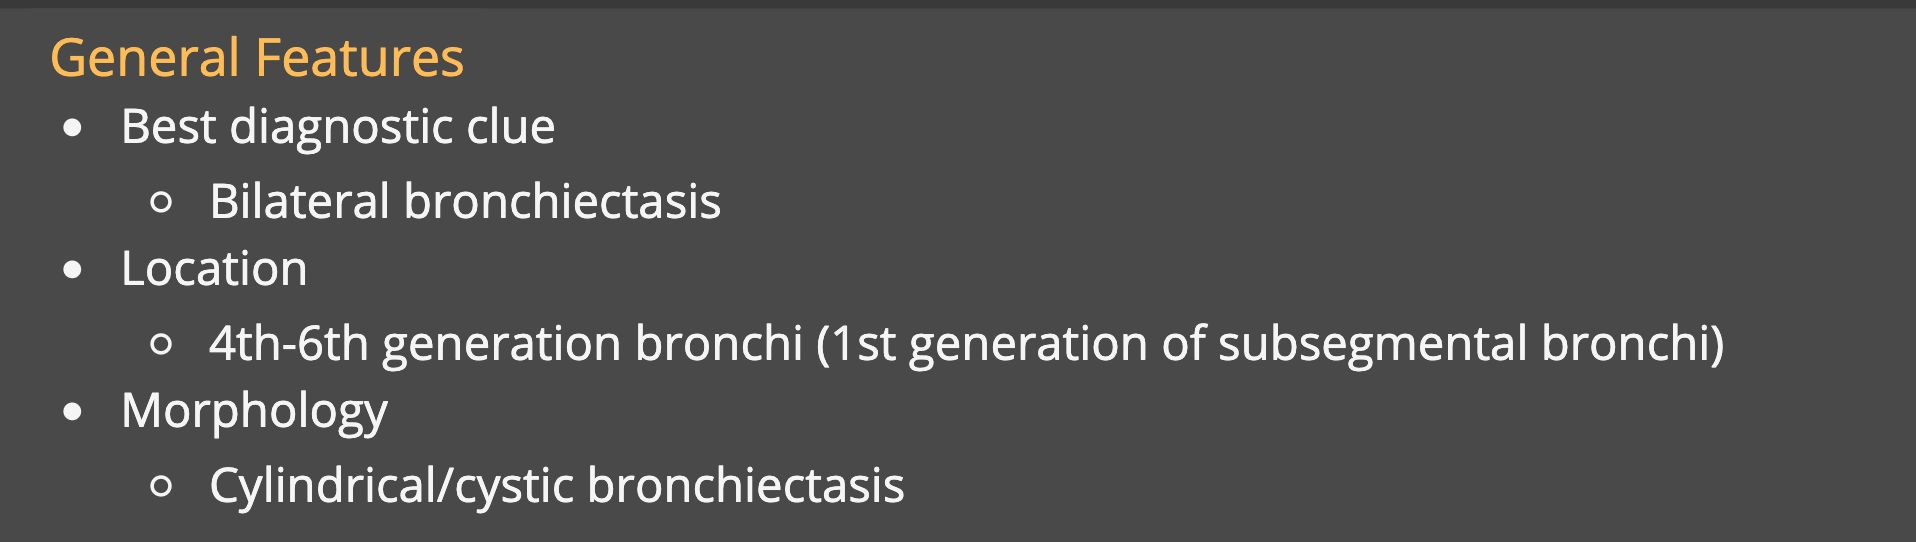 General Features
• Best diagnostic clue
○ Bilateral bronchiectasis
• Location
○ 4th-6th generation bronchi (1st generation of subsegmental bronchi)
• Morphology
○ Cylindrical/cystic bronchiectasis